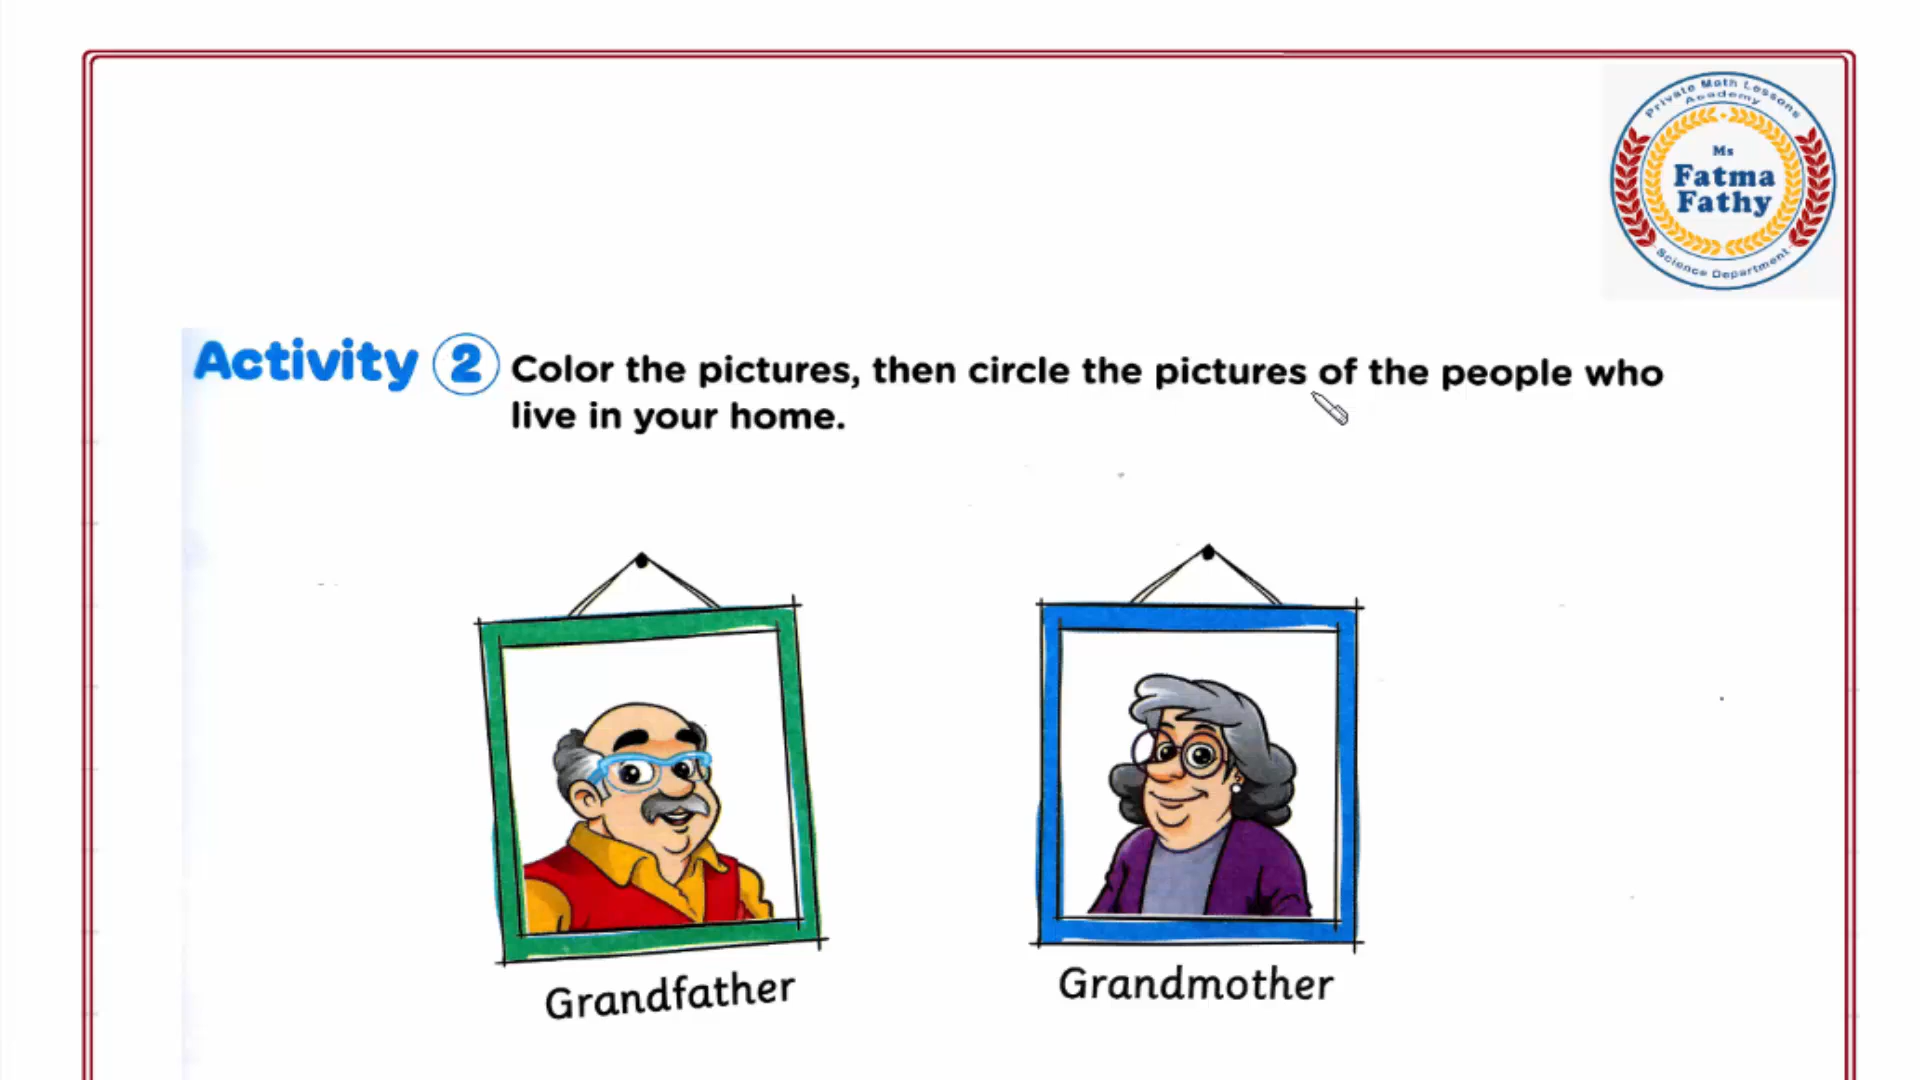 Private Math Lessons
Academy
Ms
Fatma
Fathy
Science Department
Activity 2 Color the pictures, then circle the pictures of the people who
live in your home.
Grandfather
Grandmother